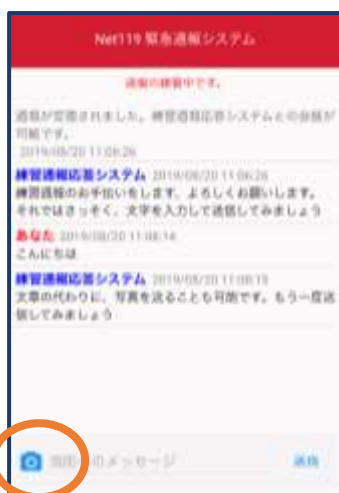 Net119 緊急通報システム
通報の練習中です。
通報が受信されました。練習通報応答システムとの会話が
可能です。
2019/08/20 11:06:26
練習通報応答システム 2019/08/20 11:06:26
練習通報のお手伝いをします。よろしくお願いします。
それではさっそく、文字を入力して送信してみましょう
あなた 2019/08/20
こんにちは
練習通報応答システム 2019/08/20
文章の代わりに、写真を送ることも可能です。もう一度送
信してみましょう
のメッセージ
送信